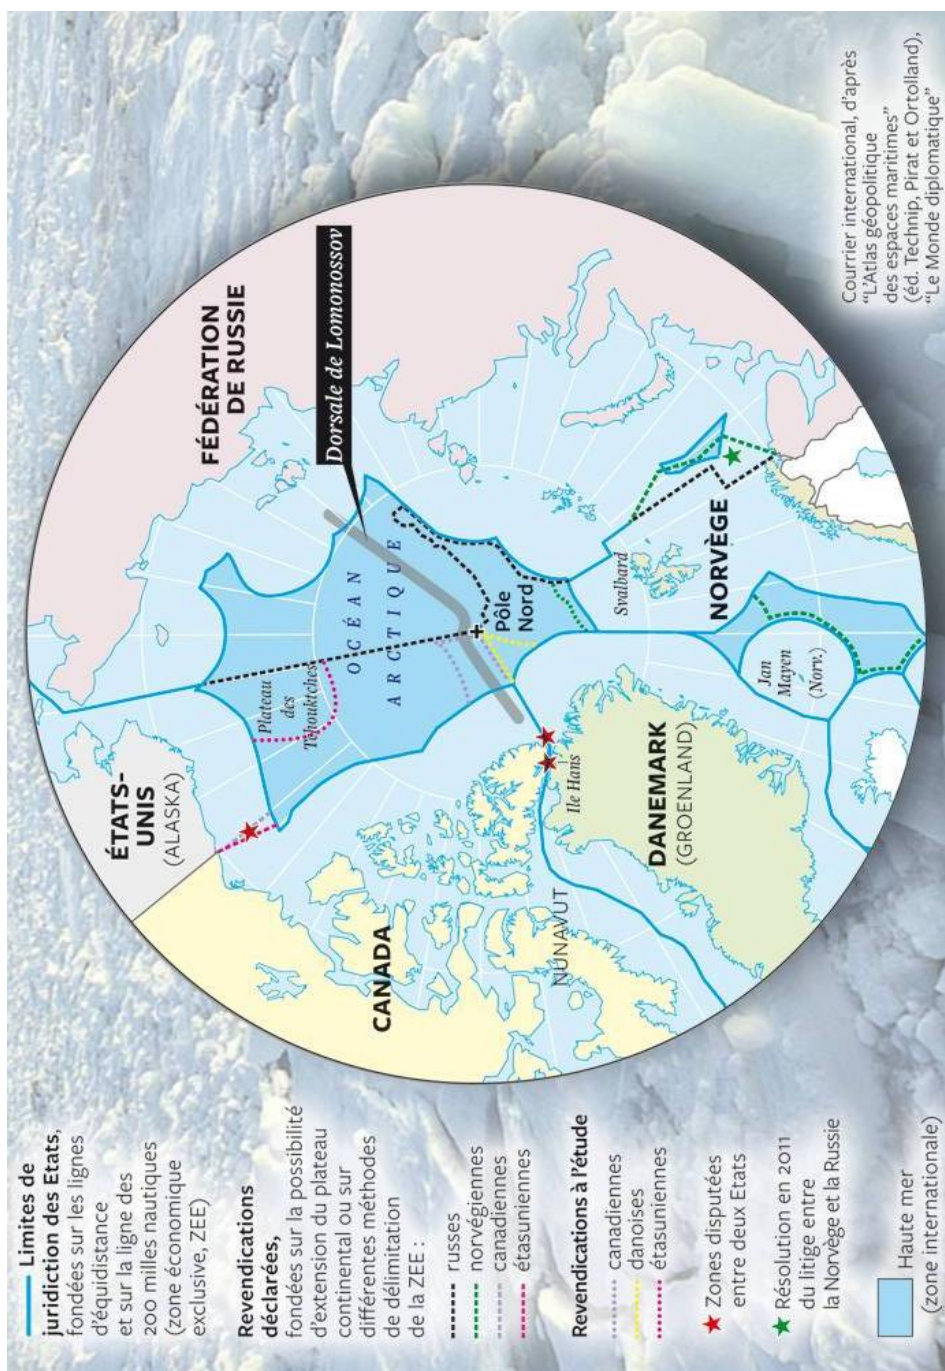 Limites de
juridiction des Etats,
fondées sur les lignes
d'équidistance
et sur la ligne des
200 milles nautiques
(zone économique
exclusive, ZEE)
Revendications
déclarées,
fondées sur la possibilité
d'extension du plateau
continental ou sur
différentes méthodes
de délimitation
de la ZEE :
russes
norvégiennes
canadiennes
étasuniennes
Revendications à l'étude
canadiennes
danoises
étasuniennes
Zones disputées
entre deux Etats
Résolution en 2011
du litige entre
la Norvège et la Russie
Haute mer
(zone internationale)
ÉTATS-
UNIS
(ALASKA)
CANADA
NUNAVUT
Plateau
des
Tchouktches
OCÉAN
ARCTIQUE
FÉDÉRATION
DE RUSSIE
Dorsale de Lomonossov
Pôle
Nord
Ile Hans
DANEMARK
(GROENLAND)
Svalbard
NORVÈGE
Jan
Mayen
(Norv.)
Courrier international, d'après
"L'Atlas géopolitique
des espaces maritimes"
(éd. Technip, Pirat et Ortolland),
"Le Monde diplomatique"